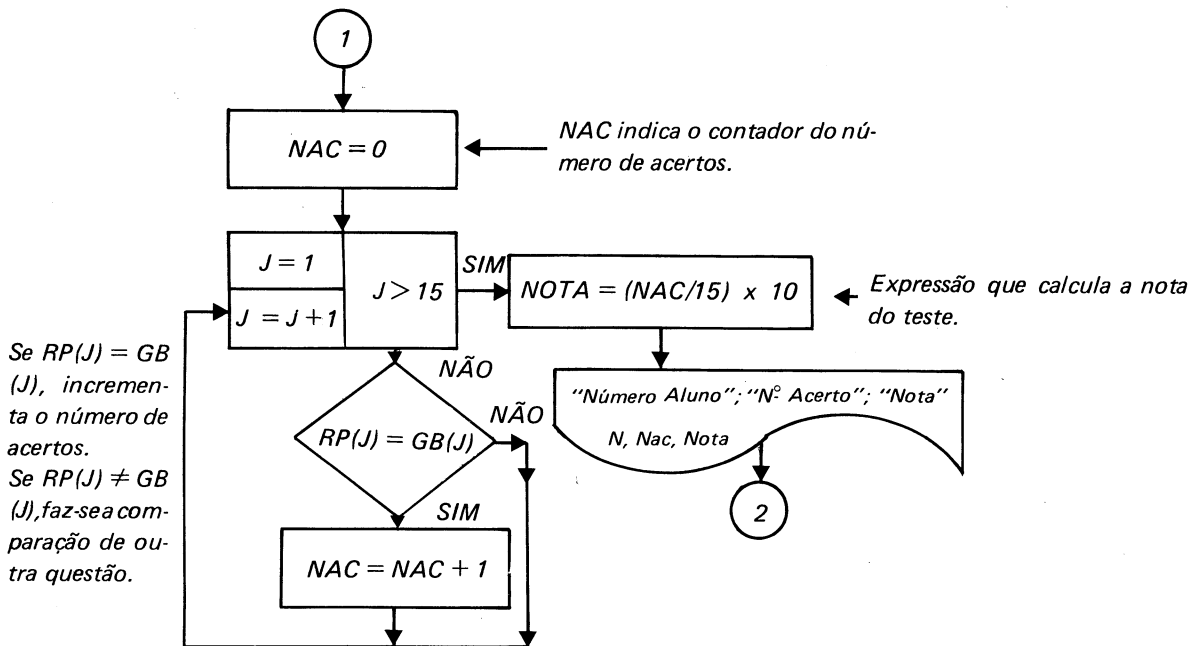 1
NAC = 0
NAC indica o contador do nú-
mero de acertos.
J = 1
J = J+1
J > 15
SIM
NOTA = (NAC/15) x 10
Expressão que calcula a nota
do teste.
NÃO
Se RP(J) = GB
(J), incremen-
ta o número de
acertos.
Se RP(J) ≠ GB
(J),faz-se a com-
paração de ou-
tra questão.
RP(J) = GB(J)
NÃO
SIM
NAC = NAC + 1
“Número Aluno”; “Nº Acerto”; “Nota”
N, Nac, Nota
2